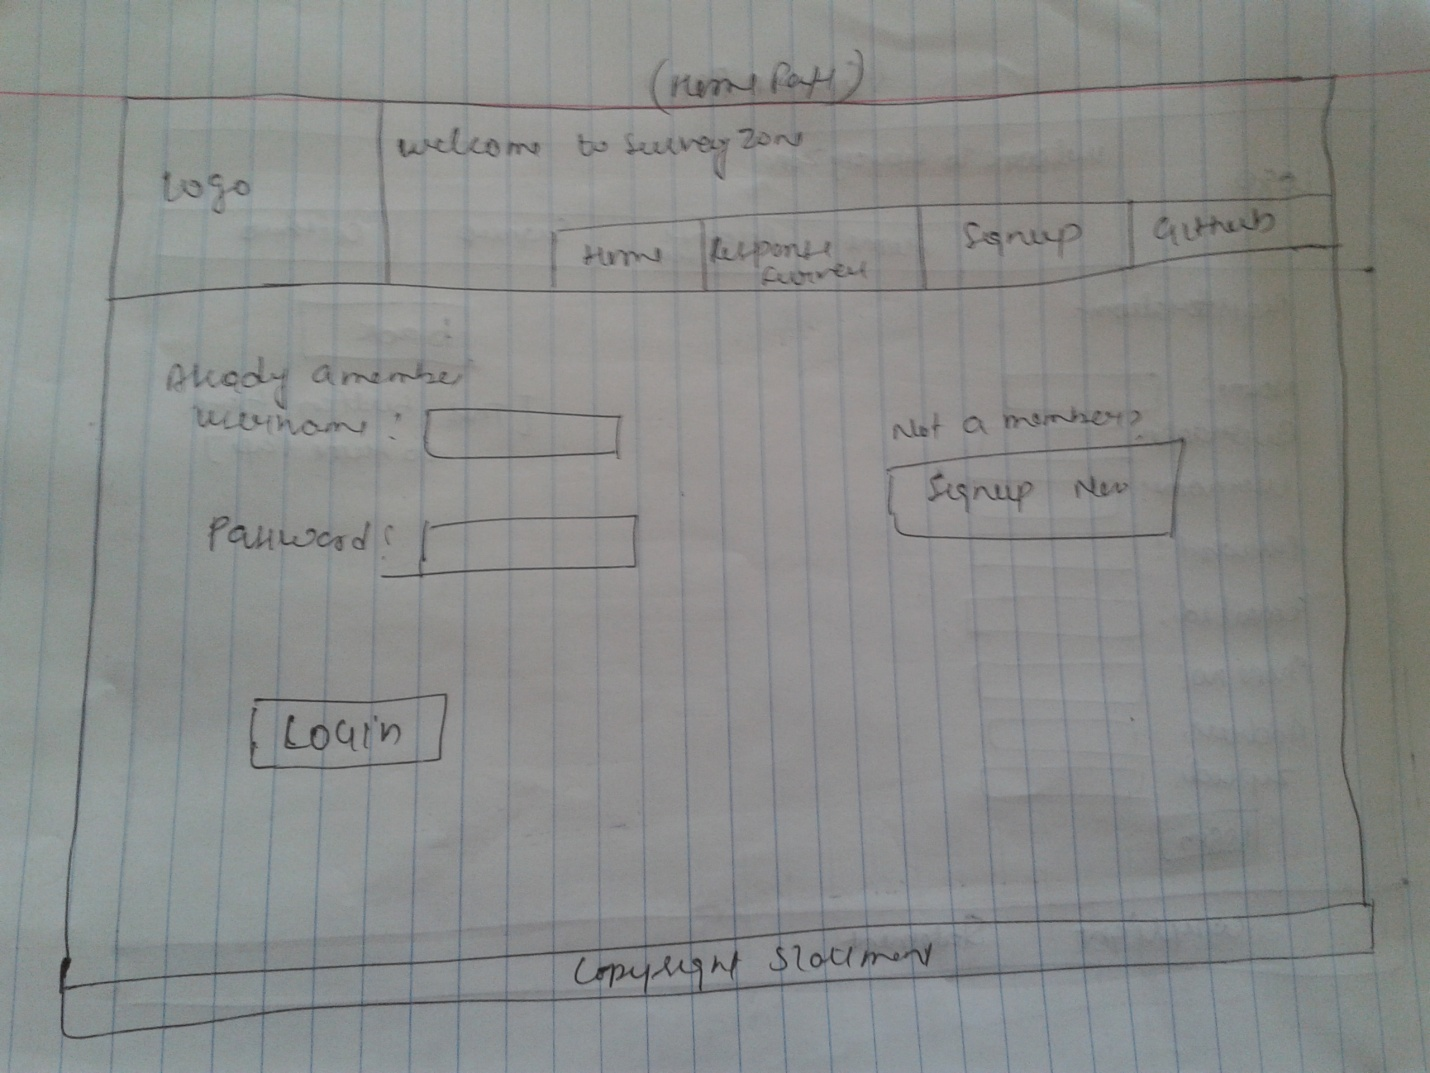 (Home Page)
Welcome to Survey Zone
Logo
Home
Response
Survey
Signup
GitHub
Already a member
Username:
Not a member?
Signup New
Password:
Login
Copyright Statement